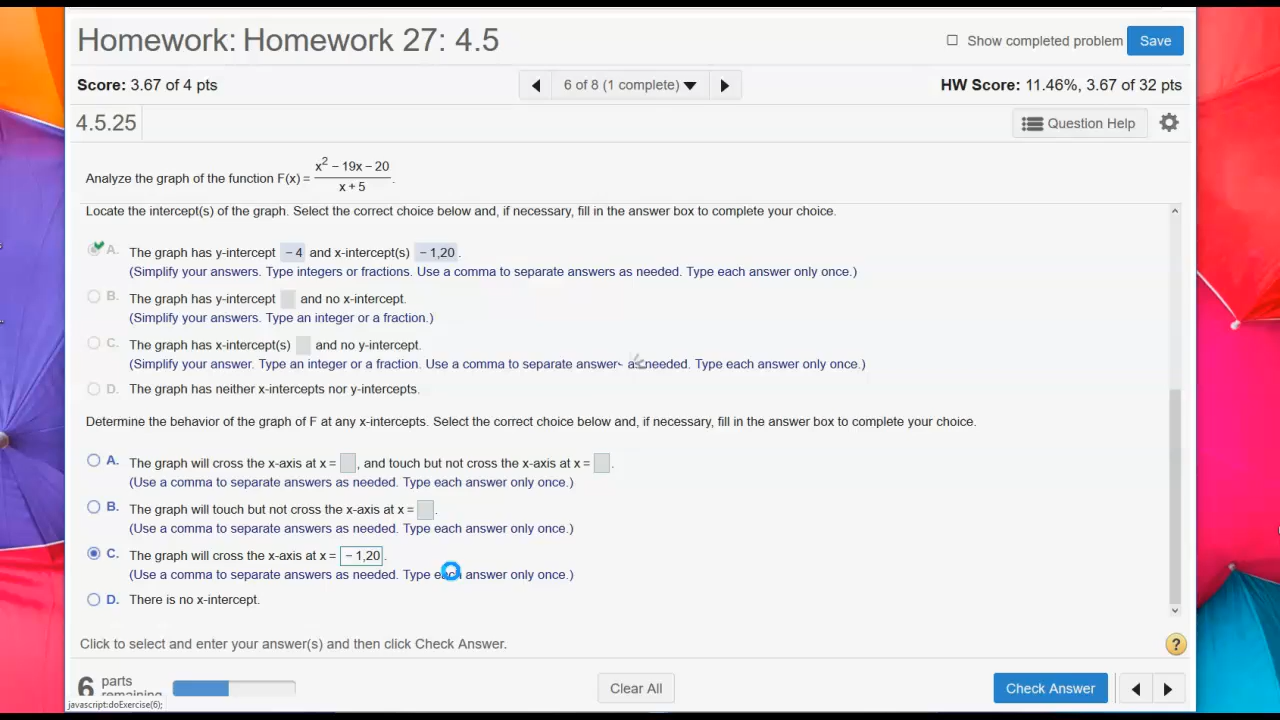 Homework: Homework 27: 4.5
Show completed problem
Save
Score: 3.67 of 4 pts
6 of 8 (1 complete)
HW Score: 11.46%, 3.67 of 32 pts
4.5.25
Question Help
Analyze the graph of the function F(x) = (x² − 19x − 20)/(x + 5).
Locate the intercept(s) of the graph. Select the correct choice below and, if necessary, fill in the answer box to complete your choice.
A. The graph has y-intercept − 4 and x-intercept(s) − 1,20.
(Simplify your answers. Type integers or fractions. Use a comma to separate answers as needed. Type each answer only once.)
B. The graph has y-intercept and no x-intercept.
(Simplify your answers. Type an integer or a fraction.)
C. The graph has x-intercept(s) and no y-intercept.
(Simplify your answer. Type an integer or a fraction. Use a comma to separate answers as needed. Type each answer only once.)
D. The graph has neither x-intercepts nor y-intercepts.
Determine the behavior of the graph of F at any x-intercepts. Select the correct choice below and, if necessary, fill in the answer box to complete your choice.
A. The graph will cross the x-axis at x = , and touch but not cross the x-axis at x = .
(Use a comma to separate answers as needed. Type each answer only once.)
B. The graph will touch but not cross the x-axis at x = .
(Use a comma to separate answers as needed. Type each answer only once.)
C. The graph will cross the x-axis at x = − 1,20.
(Use a comma to separate answers as needed. Type each answer only once.)
D. There is no x-intercept.
Click to select and enter your answer(s) and then click Check Answer.
?
6 parts
remaining
Clear All
Check Answer
javascript:doExercise(6);